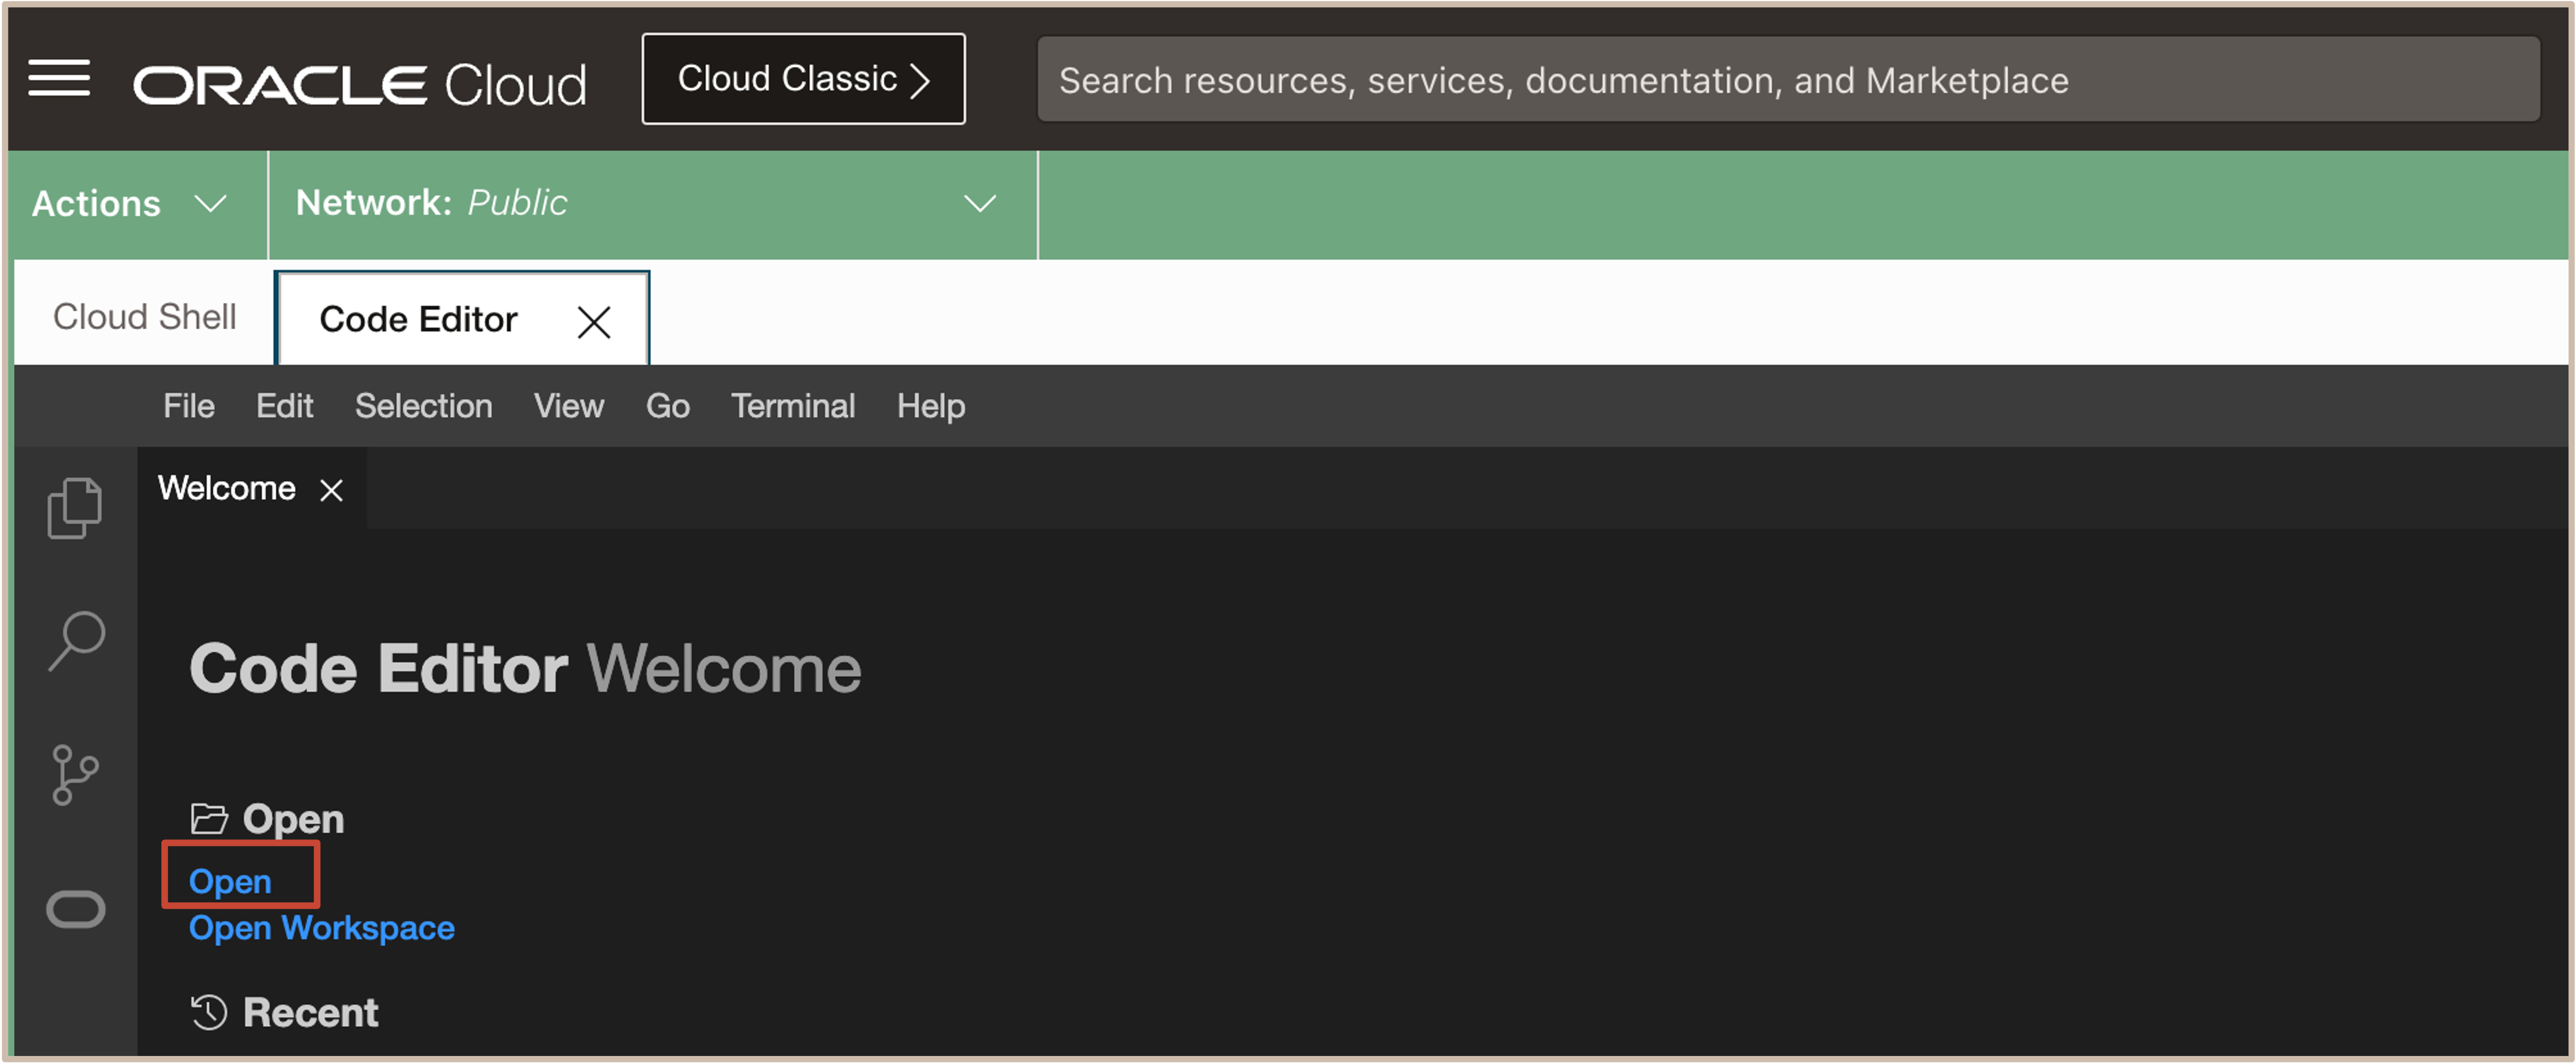 ORACLE Cloud
Cloud Classic
Search resources, services, documentation, and Marketplace
Actions
Network: Public
Cloud Shell
Code Editor
File Edit Selection View Go Terminal Help
Welcome
Code Editor Welcome
Open
Open
Open Workspace
Recent